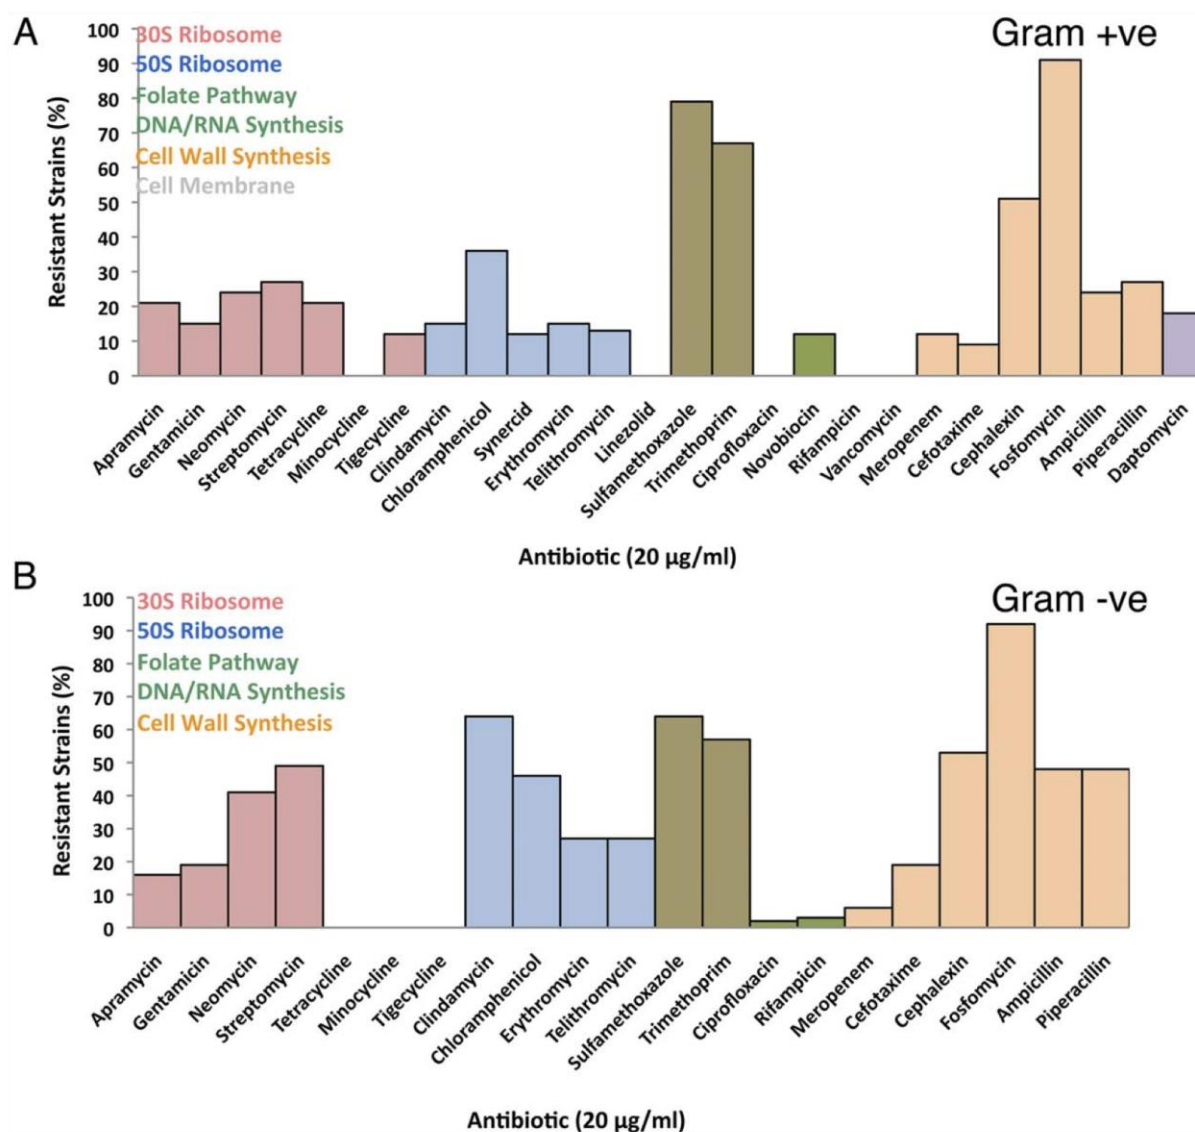 A
Gram +ve
30S Ribosome
50S Ribosome
Folate Pathway
DNA/RNA Synthesis
Cell Wall Synthesis
Cell Membrane
Resistant Strains (%)
100
90
80
70
60
50
40
30
20
10
0
Apramycin
Gentamicin
Neomycin
Streptomycin
Tetracycline
Minocycline
Tigecycline
Clindamycin
Chloramphenicol
Synercid
Erythromycin
Telithromycin
Linezolid
Sulfamethoxazole
Trimethoprim
Ciprofloxacin
Novobiocin
Rifampicin
Vancomycin
Meropenem
Cefotaxime
Cephalexin
Fosfomycin
Ampicillin
Piperacillin
Daptomycin
Antibiotic (20 µg/ml)
B
Gram -ve
30S Ribosome
50S Ribosome
Folate Pathway
DNA/RNA Synthesis
Cell Wall Synthesis
Resistant Strains (%)
100
90
80
70
60
50
40
30
20
10
0
Apramycin
Gentamicin
Neomycin
Streptomycin
Tetracycline
Minocycline
Tigecycline
Clindamycin
Chloramphenicol
Erythromycin
Telithromycin
Sulfamethoxazole
Trimethoprim
Ciprofloxacin
Rifampicin
Meropenem
Cefotaxime
Cephalexin
Fosfomycin
Ampicillin
Piperacillin
Antibiotic (20 µg/ml)